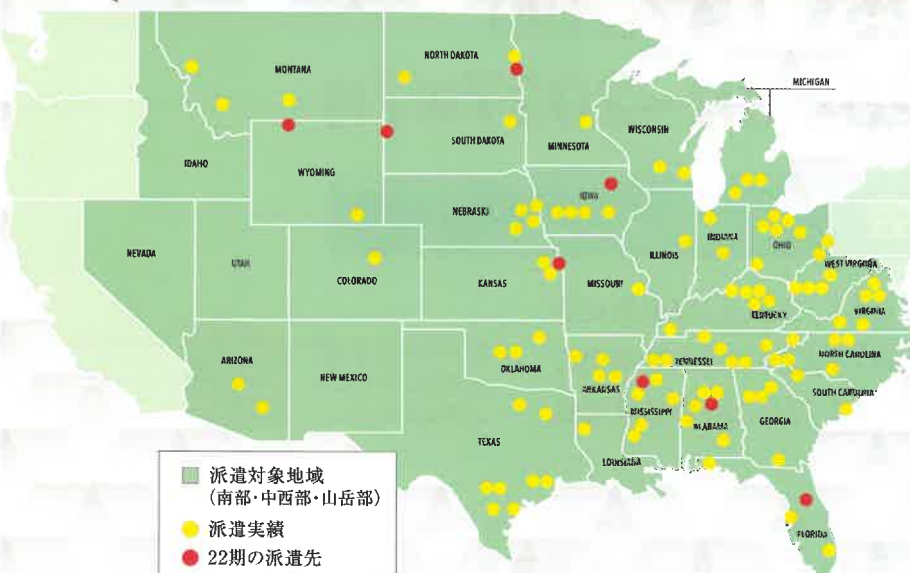 NORTH DAKOTA
MONTANA
MICHIGAN
WISCONSIN
SOUTH DAKOTA
MINNESOTA
IDAHO
WYOMING
IOWA
NEBRASKI
NEVADA
UTAH
COLORADO
KANSAS
MISSOURI
ILLINOIS
INDIANA
OHIO
WEST VIRGINIA
VIRGINIA
KENTUCKY
ARIZONA
NEW MEXICO
OKLAHOMA
ARKANSAS
TENNESSEE
NORTH CAROLINA
SOUTH CAROLINA
MISSISSIPPI
ALABAMA
GEORGIA
TEXAS
LOUISIANA
FLORIDA
派遣対象地域
(南部・中西部・山岳部)
派遣実績
22期の派遣先